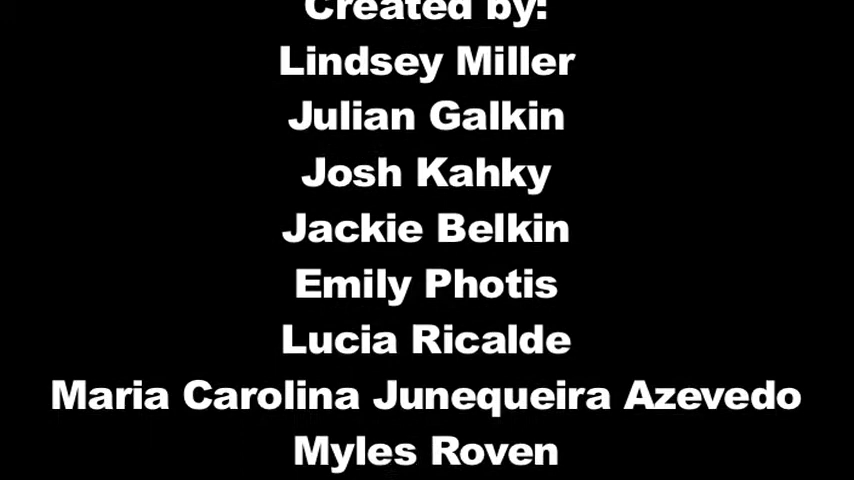 Created by:
Lindsey Miller
Julian Galkin
Josh Kahky
Jackie Belkin
Emily Photis
Lucia Ricalde
Maria Carolina Junequeira Azevedo
Myles Roven